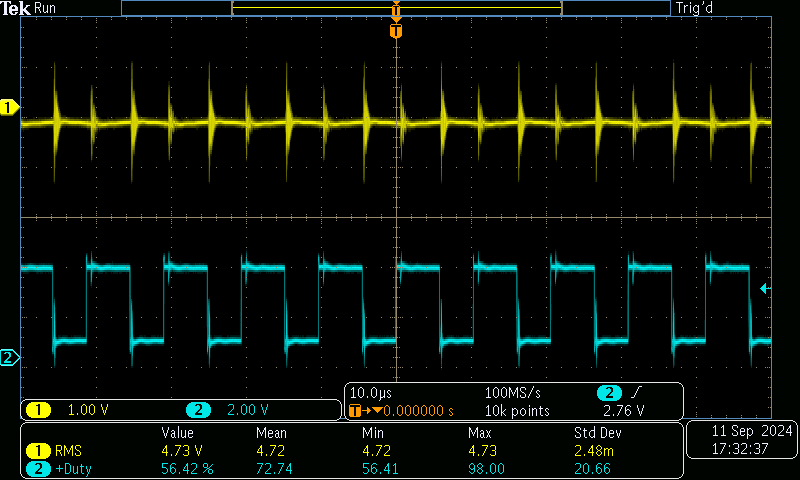 Tek Run Trig'd
T
T
1
2
1 1.00 V 2 2.00 V
10.0µs 100MS/s 2
T→▼0.000000 s 10k points 2.76 V
Value Mean Min Max Std Dev
1 RMS 4.73 V 4.72 4.72 4.73 2.48m
2 +Duty 56.42 % 72.74 56.41 98.00 20.66
11 Sep 2024
17:32:37